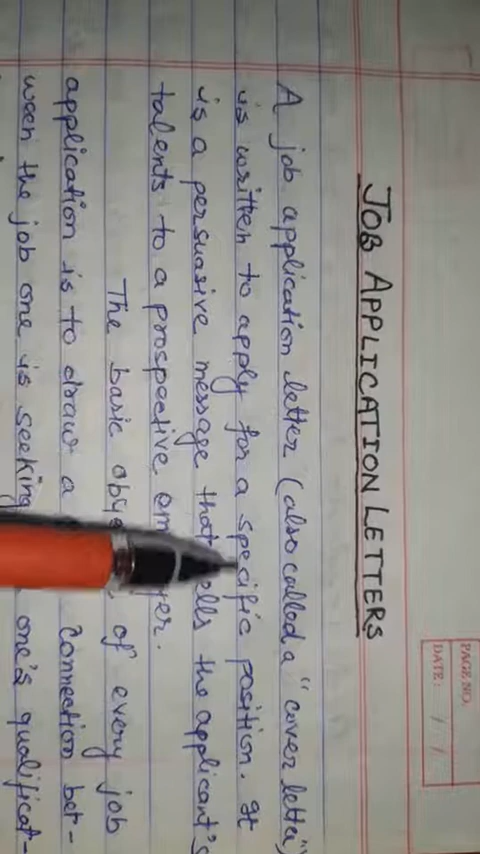 PAGE NO.
DATE: / /
JOB APPLICATION LETTERS
A job application letter (also called a "cover letter")
is written to apply for a specific position. It
is a persuasive message that the applicant's
talents to a prospective
The basic of every job
application is to draw a connection bet-
ween the job one is seeking one's qualificat-